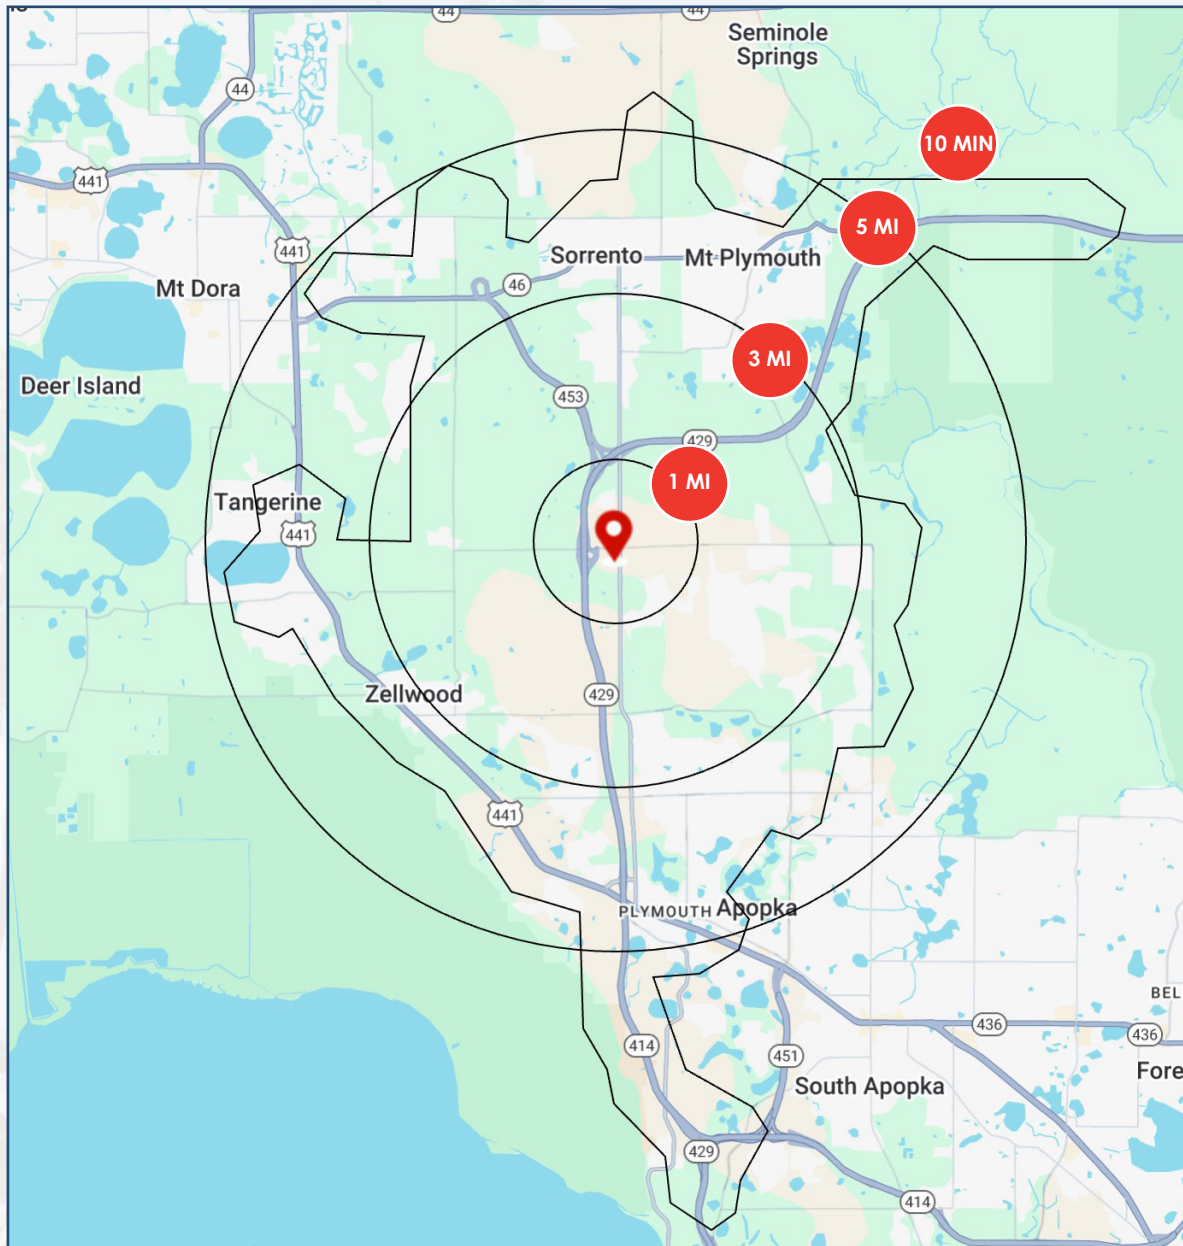 44
44
Seminole
Springs
44
10 MIN
441
5 MI
441
Sorrento
Mt Plymouth
46
Mt Dora
3 MI
Deer Island
453
429
1 MI
Tangerine
441
429
Zellwood
441
PLYMOUTH
Apopka
BEL
436
436
414
451
Fore
South Apopka
429
414